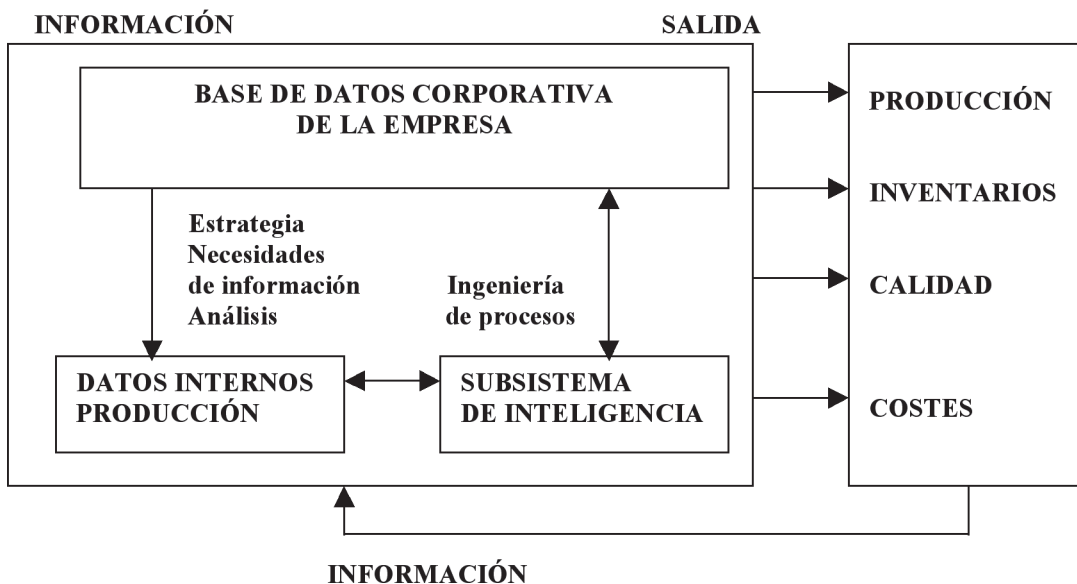 INFORMACIÓN
SALIDA
BASE DE DATOS CORPORATIVA
DE LA EMPRESA
Estrategia
Necesidades
de información
Análisis
Ingeniería
de procesos
DATOS INTERNOS
PRODUCCIÓN
SUBSISTEMA
DE INTELIGENCIA
PRODUCCIÓN
INVENTARIOS
CALIDAD
COSTES
INFORMACIÓN